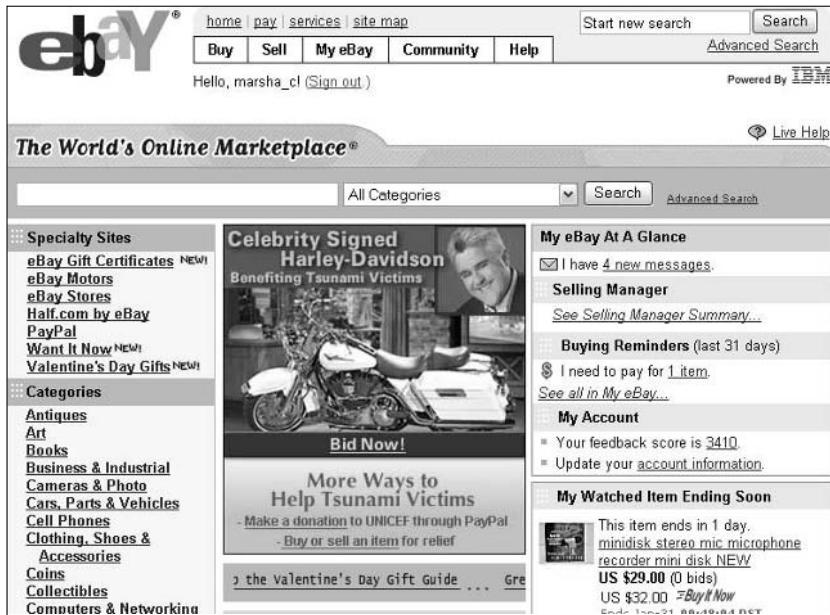 ebaY®
home | pay | services | site map
Start new search Search
Buy Sell My eBay Community Help
Advanced Search
Hello, marsha_c! (Sign out )
Powered By IBM
Live Help
The World's Online Marketplace®
All Categories Search Advanced Search
Specialty Sites
eBay Gift Certificates NEW!
eBay Motors
eBay Stores
Half.com by eBay
PayPal
Want It Now NEW!
Valentine's Day Gifts NEW!
Categories
Antiques
Art
Books
Business & Industrial
Cameras & Photo
Cars, Parts & Vehicles
Cell Phones
Clothing, Shoes &
Accessories
Coins
Collectibles
Computers & Networking
Celebrity Signed
Harley-Davidson
Benefiting Tsunami Victims
Bid Now!
More Ways to
Help Tsunami Victims
- Make a donation to UNICEF through PayPal
- Buy or sell an item for relief
the Valentine's Day Gift Guide ... Gre
My eBay At A Glance
I have 4 new messages.
Selling Manager
See Selling Manager Summary...
Buying Reminders (last 31 days)
$ I need to pay for 1 item.
See all in My eBay...
My Account
Your feedback score is 3410.
Update your account information.
My Watched Item Ending Soon
This item ends in 1 day.
minidisk stereo mic microphone
recorder mini disk NEW
US $29.00 (0 bids)
US $32.00 Buy It Now